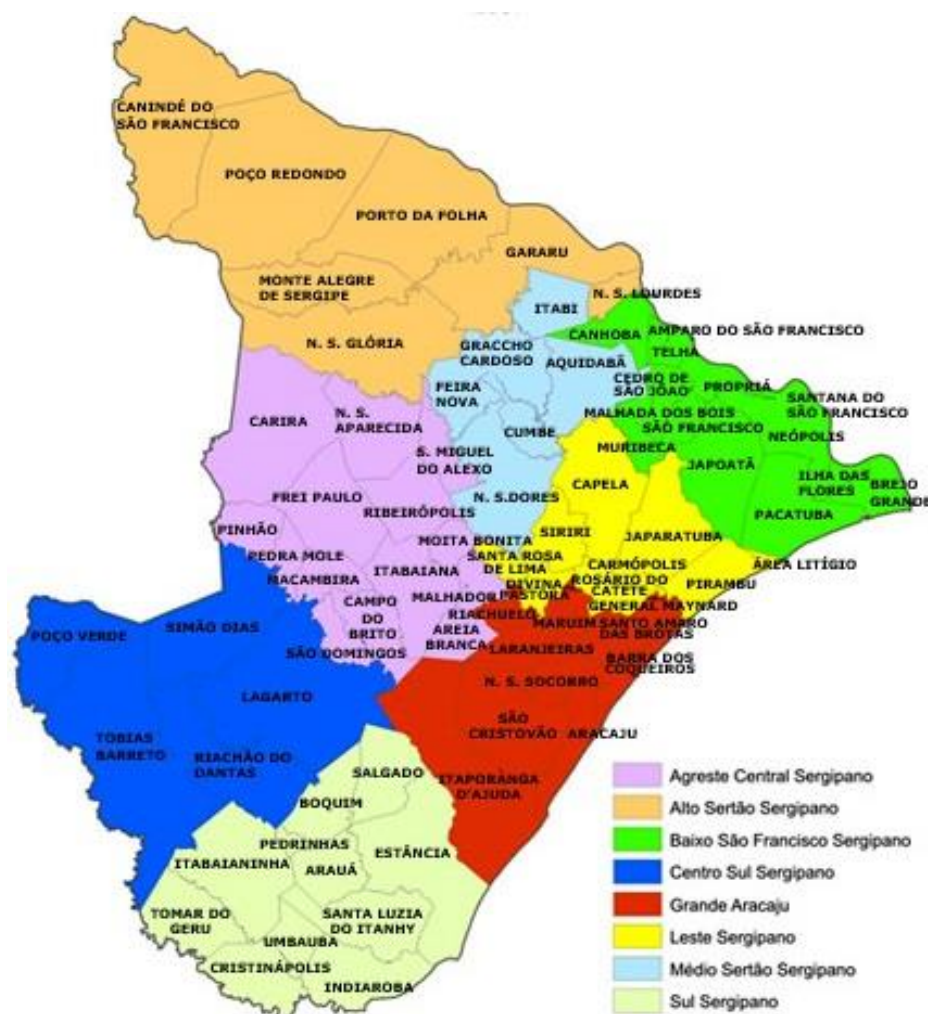 CANINDÉ DO
SÃO FRANCISCO
POÇO REDONDO
PORTO DA FOLHA
GARARU
MONTE ALEGRE
DE SERGIPE
N. S. LOURDES
ITABI
N. S. GLÓRIA
CANHOBA
AMPARO DO SÃO FRANCISCO
GRACCHO
CARDOSO
TELHA
AQUIDABÃ
FEIRA
NOVA
CEDRO DE
SÃO JOÃO
PROPRIÁ
SANTANA DO
SÃO FRANCISCO
CARIRA
N. S.
APARECIDA
MALHADA DOS BOIS
SÃO FRANCISCO
CUMBE
NEÓPOLIS
S. MIGUEL
DO ALEXO
MURIBECA
JAPOATÃ
CAPELA
ILHA DAS
FLORES
BREJO
GRANDE
FREI PAULO
N. S.DORES
RIBEIRÓPOLIS
PACATUBA
PINHÃO
SIRIRI
JAPARATUBA
MOITA BONITA
PEDRA MOLE
SANTA ROSA
DE LIMA
ÁREA LITÍGIO
CARMÓPOLIS
MACAMBIRA
ITABAIANA
DIVINA
PASTORA
ROSÁRIO DO
CATETE
PIRAMBU
MALHADOR
CAMPO
DO
BRITO
GENERAL MAYNARD
RIACHUELO
MARUIM
SANTO AMARO
DAS BROTAS
POÇO VERDE
SIMÃO DIAS
AREIA
BRANCA
SÃO DOMINGOS
LARANJEIRAS
BARRA DOS
COQUEIROS
N. S. SOCORRO
LAGARTO
SÃO
CRISTOVÃO
ARACAJU
TOBIAS
BARRETO
RIACHÃO DO
DANTAS
SALGADO
ITAPORANGA
D'AJUDA
BOQUIM
PEDRINHAS
ITABAIANINHA
ARAUÁ
ESTÂNCIA
TOMAR DO
GERU
SANTA LUZIA
DO ITANHY
UMBAUBA
CRISTINÁPOLIS
INDIAROBA
Agreste Central Sergipano
Alto Sertão Sergipano
Baixo São Francisco Sergipano
Centro Sul Sergipano
Grande Aracaju
Leste Sergipano
Médio Sertão Sergipano
Sul Sergipano